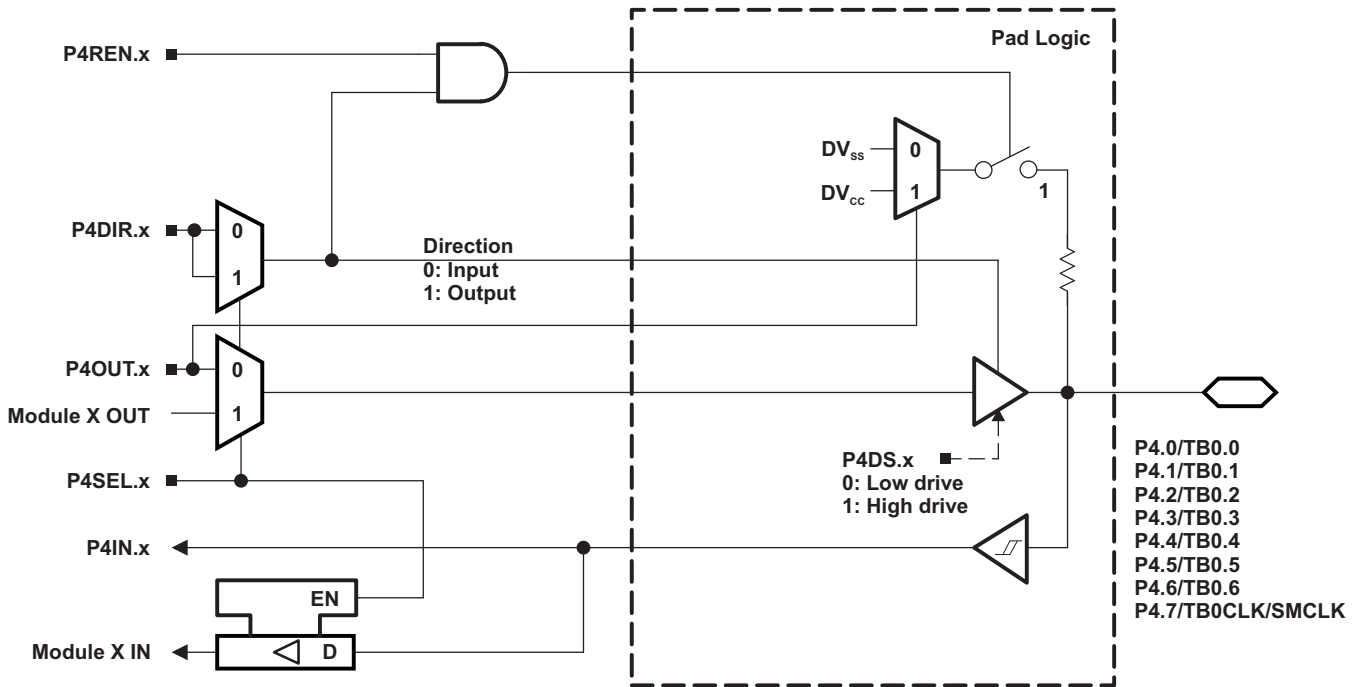 Pad Logic
P4REN.x
DVss
0
DVcc
1
1
P4DIR.x
0
1
Direction
0: Input
1: Output
P4OUT.x
0
Module X OUT
1
P4SEL.x
P4DS.x
0: Low drive
1: High drive
P4.0/TB0.0
P4.1/TB0.1
P4.2/TB0.2
P4.3/TB0.3
P4.4/TB0.4
P4.5/TB0.5
P4.6/TB0.6
P4.7/TB0CLK/SMCLK
P4IN.x
EN
Module X IN
D